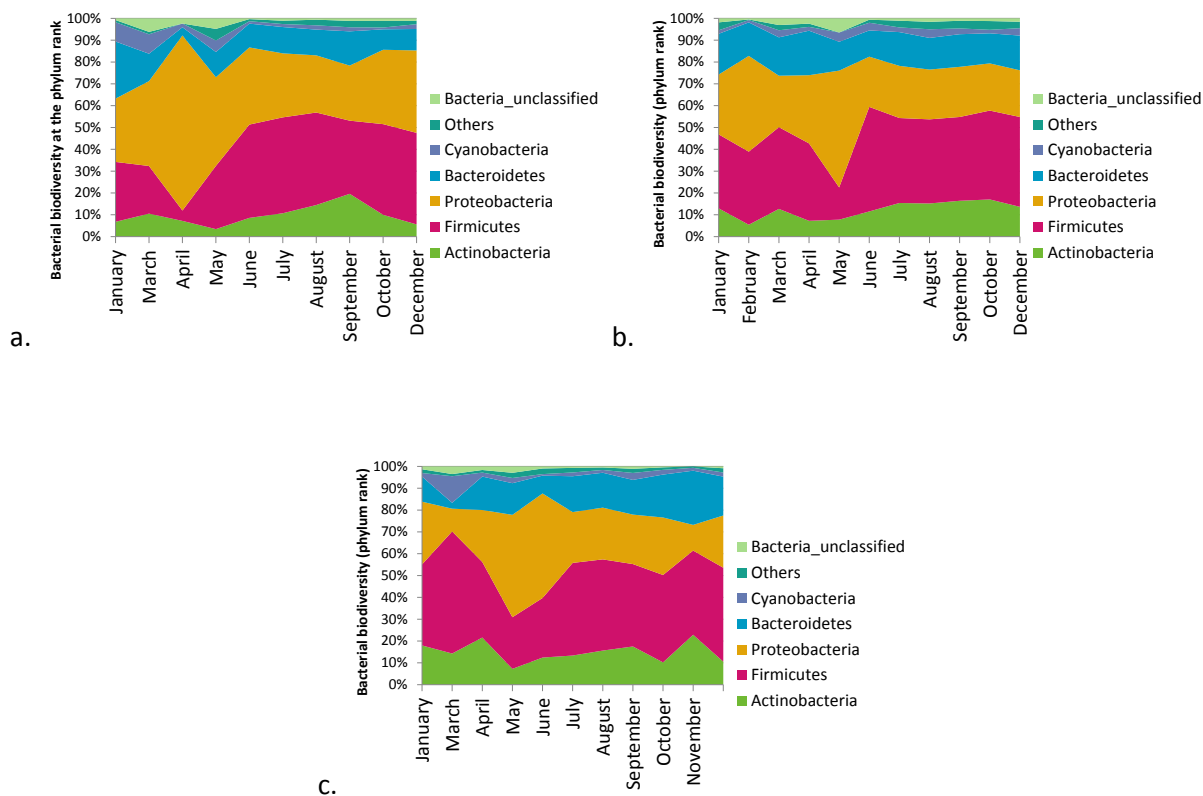 Bacterial biodiversity at the phylum rank
100%
90%
80%
70%
60%
50%
40%
30%
20%
10%
0%
January
March
April
May
June
July
August
September
October
December
Bacteria_unclassified
Others
Cyanobacteria
Bacteroidetes
Proteobacteria
Firmicutes
Actinobacteria
a.
Bacterial biodiversity (phylum rank)
100%
90%
80%
70%
60%
50%
40%
30%
20%
10%
0%
January
February
March
April
May
June
July
August
September
October
December
Bacteria_unclassified
Others
Cyanobacteria
Bacteroidetes
Proteobacteria
Firmicutes
Actinobacteria
b.
Bacterial biodiversity (phylum rank)
100%
90%
80%
70%
60%
50%
40%
30%
20%
10%
0%
January
March
April
May
June
July
August
September
October
November
Bacteria_unclassified
Others
Cyanobacteria
Bacteroidetes
Proteobacteria
Firmicutes
Actinobacteria
c.